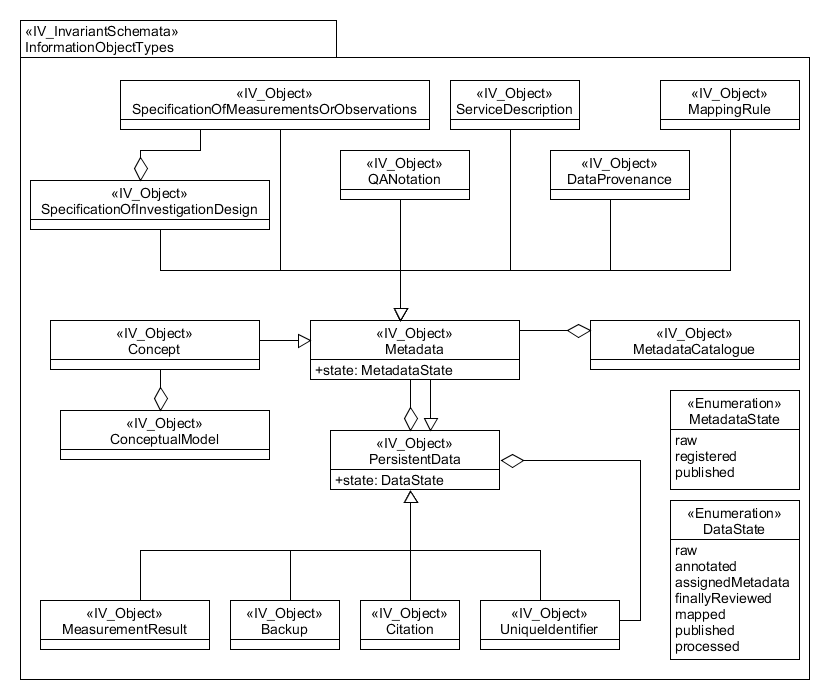 «IV_InvariantSchemata»
InformationObjectTypes
«IV_Object»
SpecificationOfMeasurementsOrObservations
«IV_Object»
ServiceDescription
«IV_Object»
MappingRule
«IV_Object»
QANotation
«IV_Object»
DataProvenance
«IV_Object»
SpecificationOfInvestigationDesign
«IV_Object»
Concept
«IV_Object»
Metadata
+state: MetadataState
«IV_Object»
MetadataCatalogue
«IV_Object»
ConceptualModel
«IV_Object»
PersistentData
+state: DataState
«Enumeration»
MetadataState
raw
registered
published
«Enumeration»
DataState
raw
annotated
assignedMetadata
finallyReviewed
mapped
published
processed
«IV_Object»
MeasurementResult
«IV_Object»
Backup
«IV_Object»
Citation
«IV_Object»
UniqueIdentifier